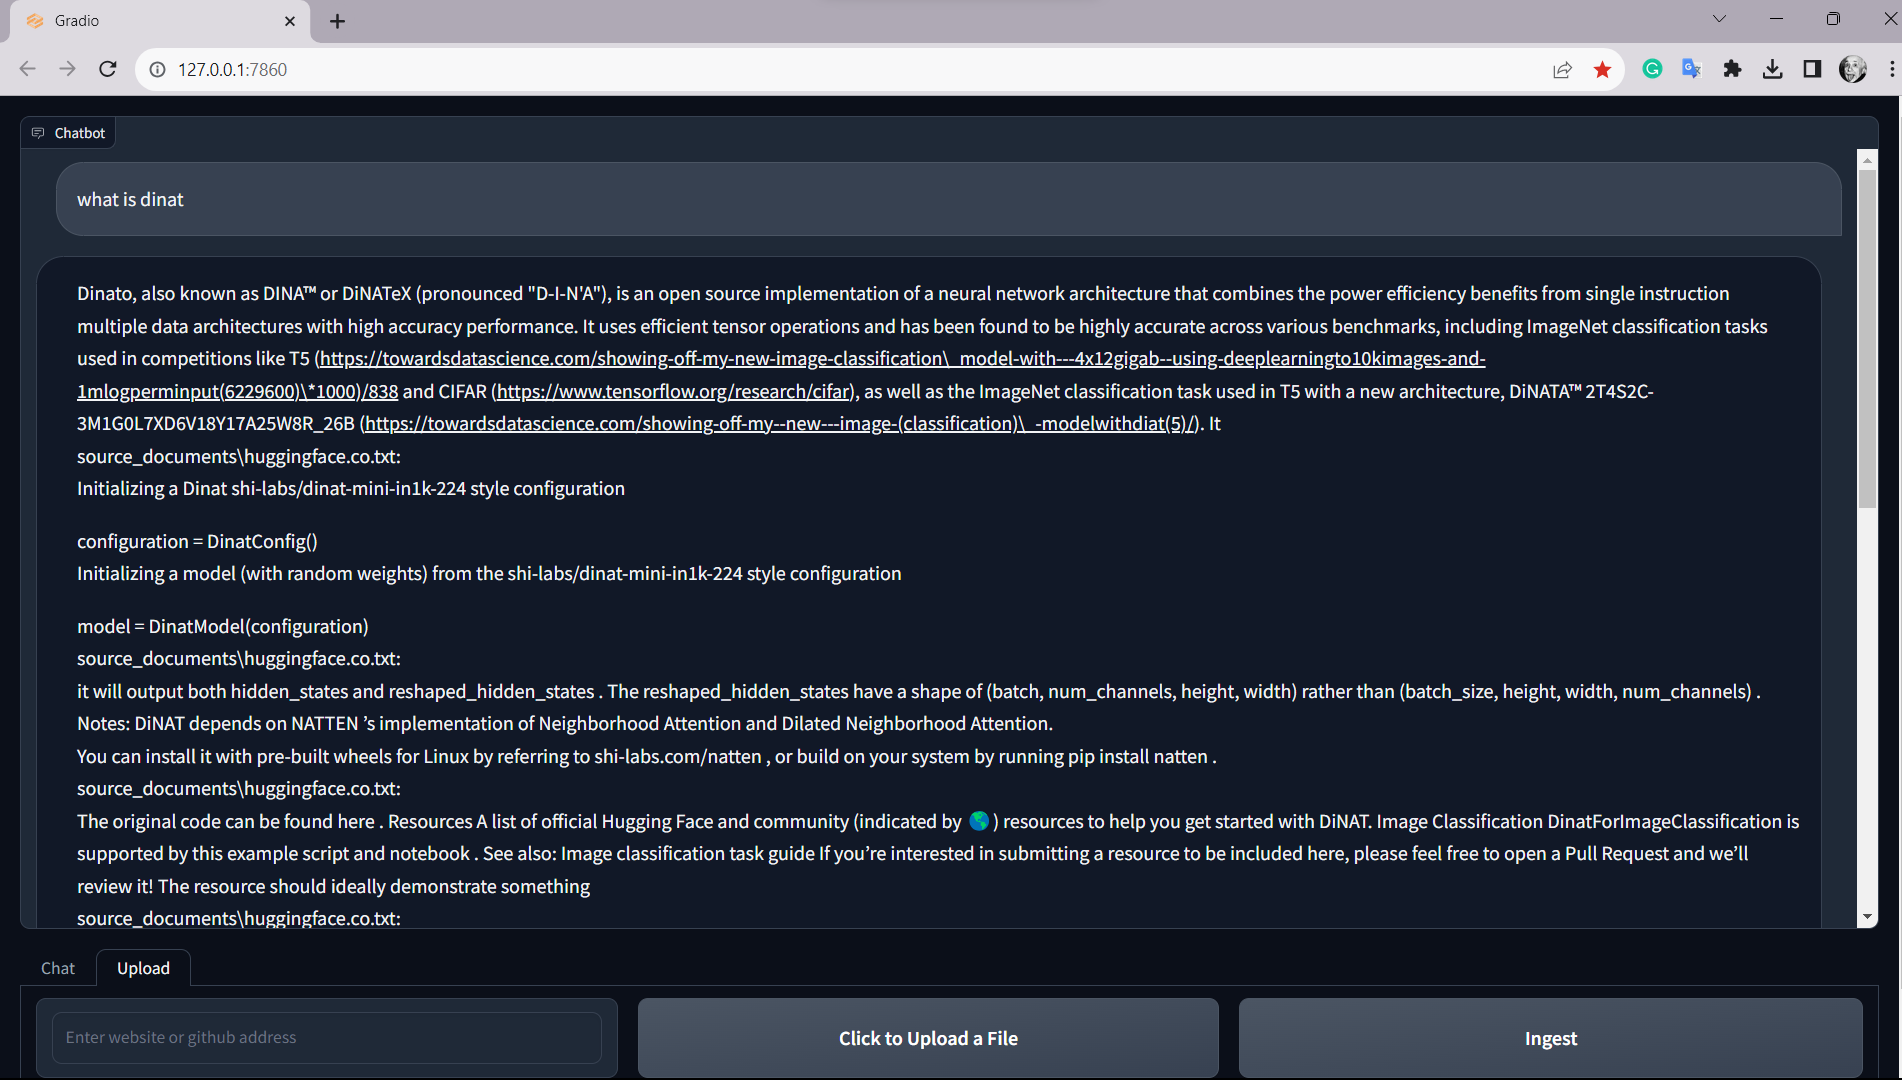 Gradio
127.0.0.1:7860
Chatbot
what is dinat
Dinato, also known as DINA™ or DiNATeX (pronounced "D-I-N'A"), is an open source implementation of a neural network architecture that combines the power efficiency benefits from single instruction
multiple data architectures with high accuracy performance. It uses efficient tensor operations and has been found to be highly accurate across various benchmarks, including ImageNet classification tasks
used in competitions like T5 (https://towardsdatascience.com/showing-off-my-new-image-classification\_model-with---4x12gigab--using-deeplearningto10kimages-and-
1mlogperminput(6229600)\*1000)/838 and CIFAR (https://www.tensorflow.org/research/cifar), as well as the ImageNet classification task used in T5 with a new architecture, DiNATA™ 2T4S2C-
3M1G0L7XD6V18Y17A25W8R_26B (https://towardsdatascience.com/showing-off-my--new---image-(classification)\_-modelwithdiat(5)/). It
source_documents\huggingface.co.txt:
Initializing a Dinat shi-labs/dinat-mini-in1k-224 style configuration
configuration = DinatConfig()
Initializing a model (with random weights) from the shi-labs/dinat-mini-in1k-224 style configuration
model = DinatModel(configuration)
source_documents\huggingface.co.txt:
it will output both hidden_states and reshaped_hidden_states . The reshaped_hidden_states have a shape of (batch, num_channels, height, width) rather than (batch_size, height, width, num_channels) .
Notes: DiNAT depends on NATTEN ’s implementation of Neighborhood Attention and Dilated Neighborhood Attention.
You can install it with pre-built wheels for Linux by referring to shi-labs.com/natten , or build on your system by running pip install natten .
source_documents\huggingface.co.txt:
The original code can be found here . Resources A list of official Hugging Face and community (indicated by 🌎 ) resources to help you get started with DiNAT. Image Classification DinatForImageClassification is
supported by this example script and notebook . See also: Image classification task guide If you’re interested in submitting a resource to be included here, please feel free to open a Pull Request and we’ll
review it! The resource should ideally demonstrate something
source_documents\huggingface.co.txt:
Chat
Upload
Enter website or github address
Click to Upload a File
Ingest